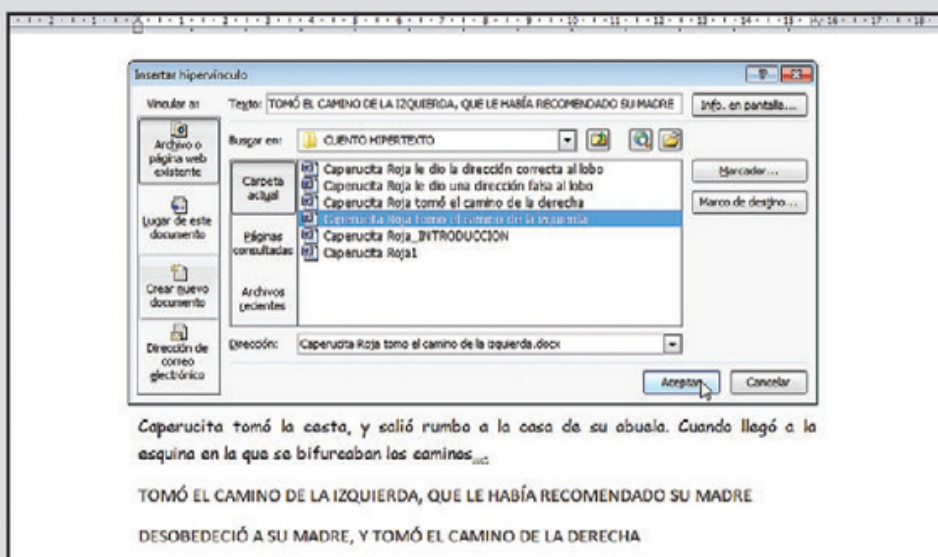 Insertar hipervínculo
Vincular a:
Texto: TOMÓ EL CAMINO DE LA IZQUIERDA, QUE LE HABÍA RECOMENDADO SU MADRE
Info. en pantalla...
Archivo o
página web
existente
Buscar en: CUENTO HIPERTEXTO
Lugar de este
documento
Crear nuevo
documento
Dirección de
correo
electrónico
Carpeta
actual
Páginas
consultadas
Archivos
recientes
Caperucita Roja le dio la dirección correcta al lobo
Caperucita Roja le dio una dirección falsa al lobo
Caperucita Roja tomó el camino de la derecha
Caperucita Roja tomo el camino de la izquierda
Caperucita Roja_INTRODUCCION
Caperucita Roja1
Marcador...
Marco de destino...
Dirección: Caperucita Roja tomo el camino de la izquierda.docx
Aceptar
Cancelar
Caperucita tomó la cesta, y salió rumbo a la casa de su abuela. Cuando llegó a la
esquina en la que se bifurcaban los caminos...
TOMÓ EL CAMINO DE LA IZQUIERDA, QUE LE HABÍA RECOMENDADO SU MADRE
DESOBEDECIÓ A SU MADRE, Y TOMÓ EL CAMINO DE LA DERECHA